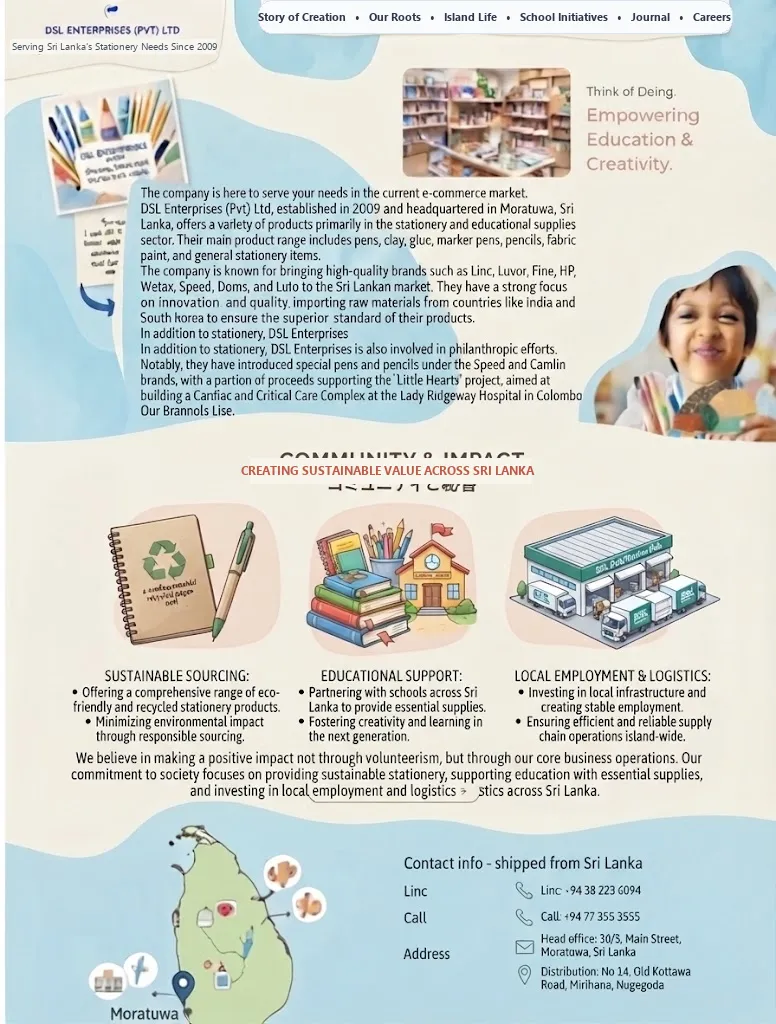 DSL ENTERPRISES (PVT) LTD
Serving Sri Lanka's Stationery Needs Since 2009
Story of Creation • Our Roots • Island Life • School Initiatives • Journal • Careers
Think of Deing.
Empowering
Education &
Creativity.
The company is here to serve your needs in the current e-commerce market.
DSL Enterprises (Pvt) Ltd, established in 2009 and headquartered in Moratuwa, Sri
Lanka, offers a variety of products primarily in the stationery and educational supplies
sector. Their main product range includes pens, clay, glue, marker pens, pencils, fabric
paint, and general stationery items.
The company is known for bringing high-quality brands such as Linc, Luvor, Fine, HP,
Wetax, Speed, Doms, and Luto to the Sri Lankan market. They have a strong focus
on innovation and quality, importing raw materials from countries like India and
South korea to ensure the superior standard of their products.
In addition to stationery, DSL Enterprises
In addition to stationery, DSL Enterprises is also involved in philanthropic efforts.
Notably, they have introduced special pens and pencils under the Speed and Camlin
brands, with a partion of proceeds supporting the 'Little Hearts' project, aimed at
building a Canfiac and Critical Care Complex at the Lady Ridgeway Hospital in Colombo
Our Brannols Lise.
COMMUNITY & IMPACT
CREATING SUSTAINABLE VALUE ACROSS SRI LANKA
SUSTAINABLE SOURCING:
• Offering a comprehensive range of eco-
friendly and recycled stationery products.
• Minimizing environmental impact
through responsible sourcing.
EDUCATIONAL SUPPORT:
• Partnering with schools across Sri
Lanka to provide essential supplies.
• Fostering creativity and learning in
the next generation.
LOCAL EMPLOYMENT & LOGISTICS:
• Investing in local infrastructure and
creating stable employment.
• Ensuring efficient and reliable supply
chain operations island-wide.
We believe in making a positive impact not through volunteerism, but through our core business operations. Our
commitment to society focuses on providing sustainable stationery, supporting education with essential supplies,
and investing in local employment and logistics → stics across Sri Lanka.
Moratuwa
Contact info - shipped from Sri Lanka
Linc
Linc +94 38 223 6094
Call
Call: +94 77 355 3555
Address
Head office: 30/5, Main Street,
Moratuwa, Sri Lanka
Distribution: No 14, Old Kottawa
Road, Mirihana, Nugegoda